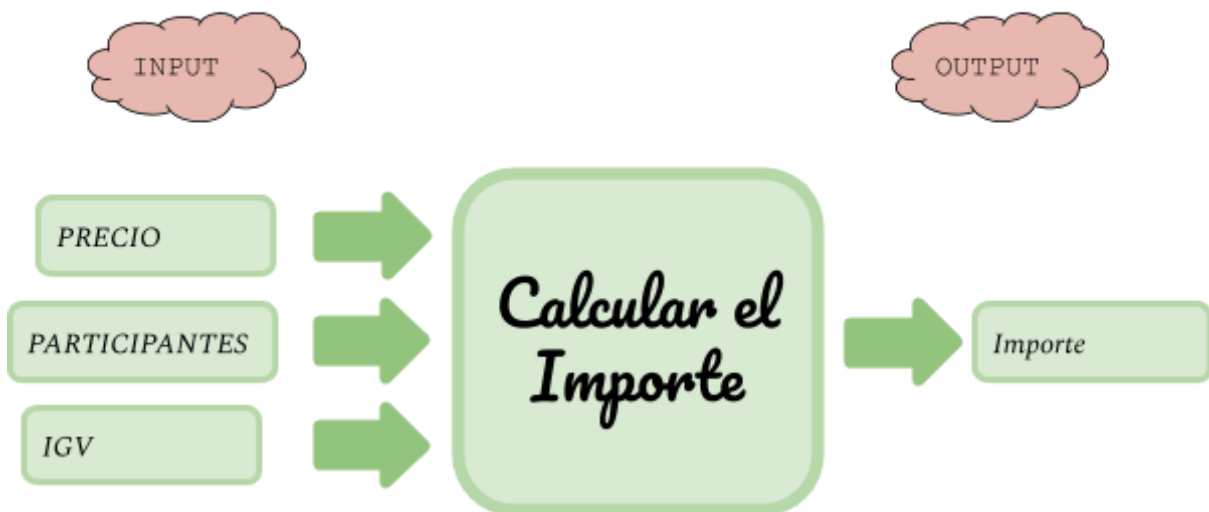 INPUT
OUTPUT
PRECIO
PARTICIPANTES
IGV
Calcular el
Importe
Importe